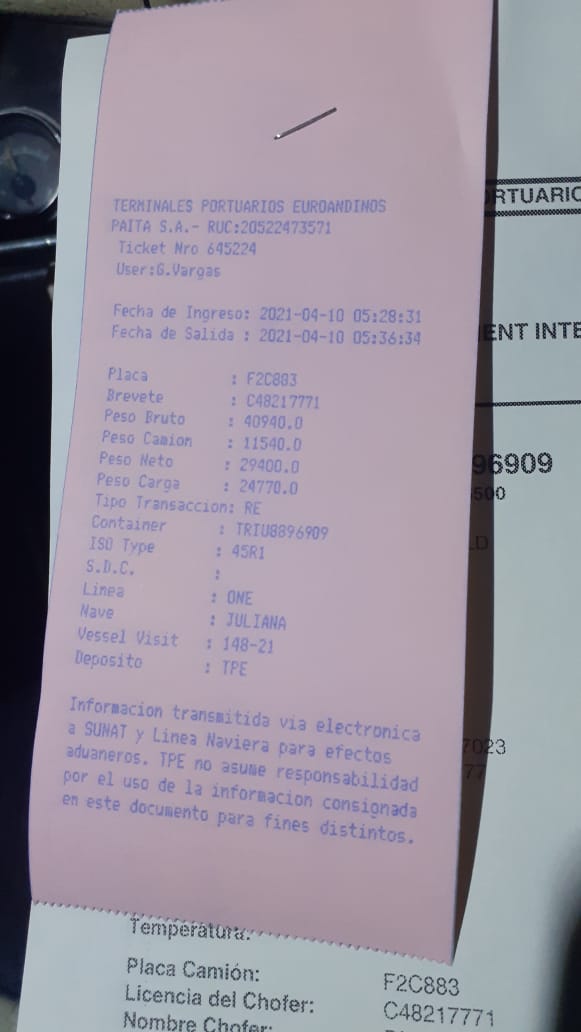 TERMINALES PORTUARIOS EUROANDINOS
PAITA S.A.- RUC:20522473571
Ticket Nro 645224
User:G.Vargas
Fecha de Ingreso: 2021-04-10 05:28:31
Fecha de Salida : 2021-04-10 05:36:34
Placa : F2C883
Brevete : C48217771
Peso Bruto : 40940.0
Peso Camion : 11540.0
Peso Neto : 29400.0
Peso Carga : 24770.0
Tipo Transaccion: RE
Container : TRIU8896909
ISO Type : 45R1
S.D.C. :
Linea : ONE
Nave : JULIANA
Vessel Visit : 148-21
Deposito : TPE
Informacion transmitida via electronica
a SUNAT y Linea Naviera para efectos
aduaneros. TPE no asume responsabilidad
por el uso de la informacion consignada
en este documento para fines distintos.
ORTUARIO
ENT INTE
96909
500
LD
7023
77
Temperatura:
Placa Camión: F2C883
Licencia del Chofer: C48217771
Nombre Chofer: